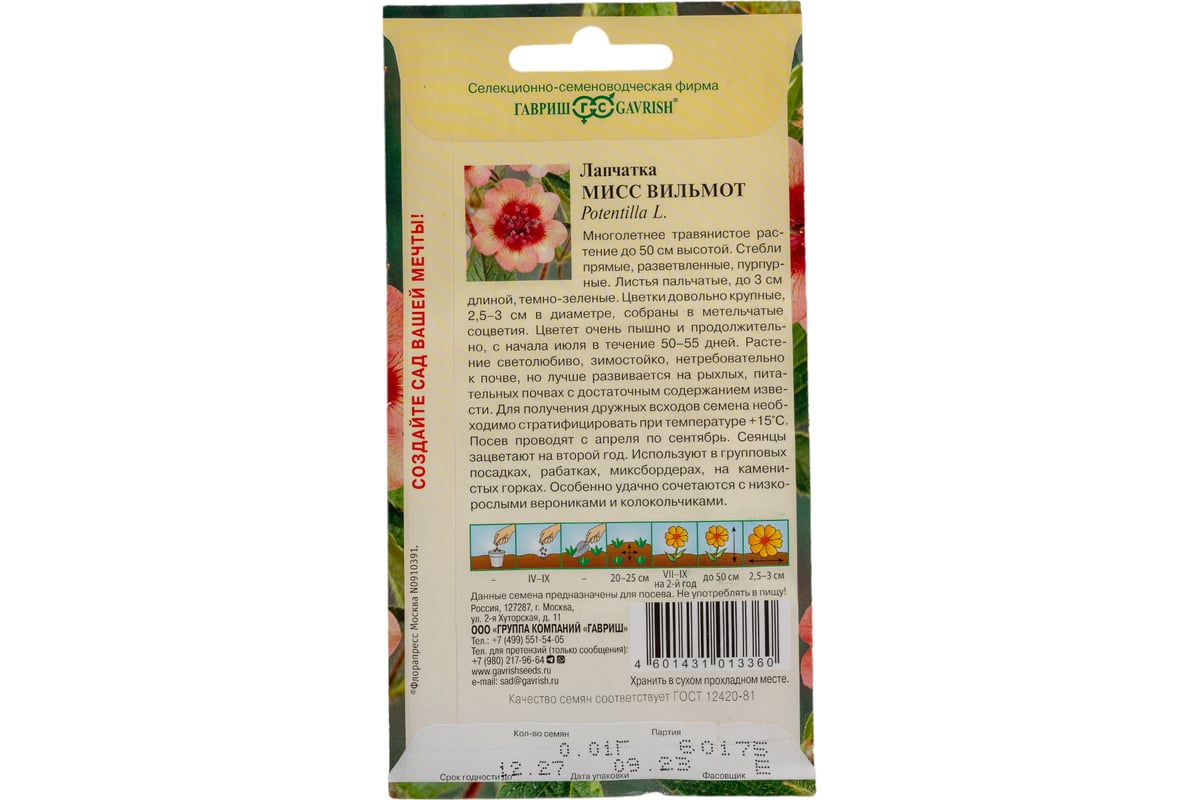 Селекционно-семеноводческая фирма
ГАВРИШ ГС GAVRISH®
Лапчатка
МИСС ВИЛЬМОТ
Potentilla L.
Многолетнее травянистое рас-
тение до 50 см высотой. Стебли
прямые, разветвленные, пурпур-
ные. Листья пальчатые, до 3 см
длиной, темно-зеленые. Цветки довольно крупные,
2,5–3 см в диаметре, собраны в метельчатые
соцветия. Цветет очень пышно и продолжитель-
но, с начала июля в течение 50–55 дней. Расте-
ние светолюбиво, зимостойко, нетребовательно
к почве, но лучше развивается на рыхлых, пита-
тельных почвах с достаточным содержанием изве-
сти. Для получения дружных всходов семена необ-
ходимо стратифицировать при температуре +15°С.
Посев проводят с апреля по сентябрь. Сеянцы
зацветают на второй год. Используют в групповых
посадках, рабатках, миксбордерах, на камени-
стых горках. Особенно удачно сочетаются с низко-
рослыми верониками и колокольчиками.
– IV–IX – 20–25 см VII–IX на 2-й год до 50 см 2,5–3 см
Данные семена предназначены для посева. Не употреблять в пищу!
Россия, 127287, г. Москва,
ул. 2-я Хуторская, д. 11
ООО "ГРУППА КОМПАНИЙ "ГАВРИШ"
Тел.: +7 (499) 551-54-05
Тел. для претензий (только сообщения):
+7 (980) 217-96-64
www.gavrishseeds.ru
e-mail: sad@gavrish.ru
4 601431 013360
Хранить в сухом прохладном месте.
Качество семян соответствует ГОСТ 12420-81
Кол-во семян Партия
0.01Г 60175
12.27 09.23 Е
Срок годности до Дата упаковки Фасовщик
СОЗДАЙТЕ САД ВАШЕЙ МЕЧТЫ!
®Флорапресс Москва N0910391,